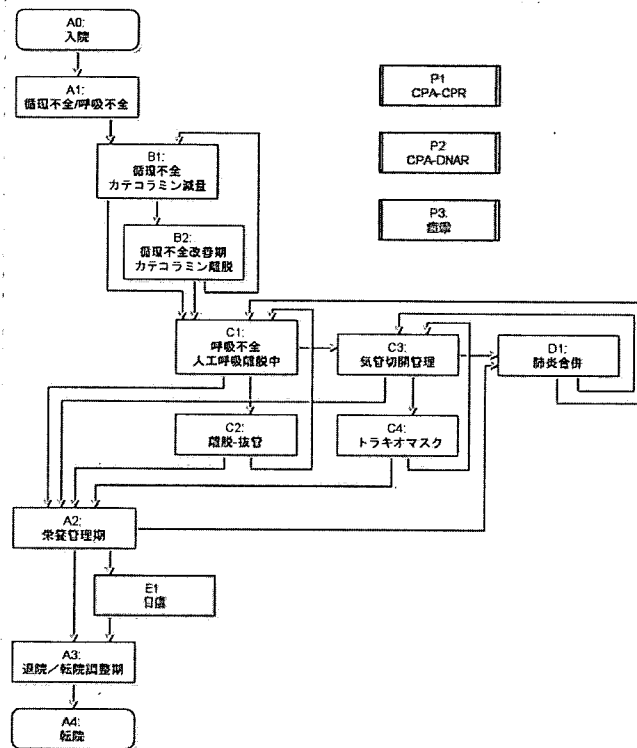 A0:
入院
A1:
循環不全/呼吸不全
P1
CPA-CPR
B1:
循環不全
カテコラミン減量
P2
CPA-DNAR
B2:
循環不全改善期
カテコラミン離脱
P3.
C1:
呼吸不全
人工呼吸離脱中
C3:
気管切開管理
D1:
肺炎合併
C2:
離脱-抜管
C4:
トラキオマスク
A2:
栄養管理期
E1
A3:
退院／転院調整期
A4:
転院